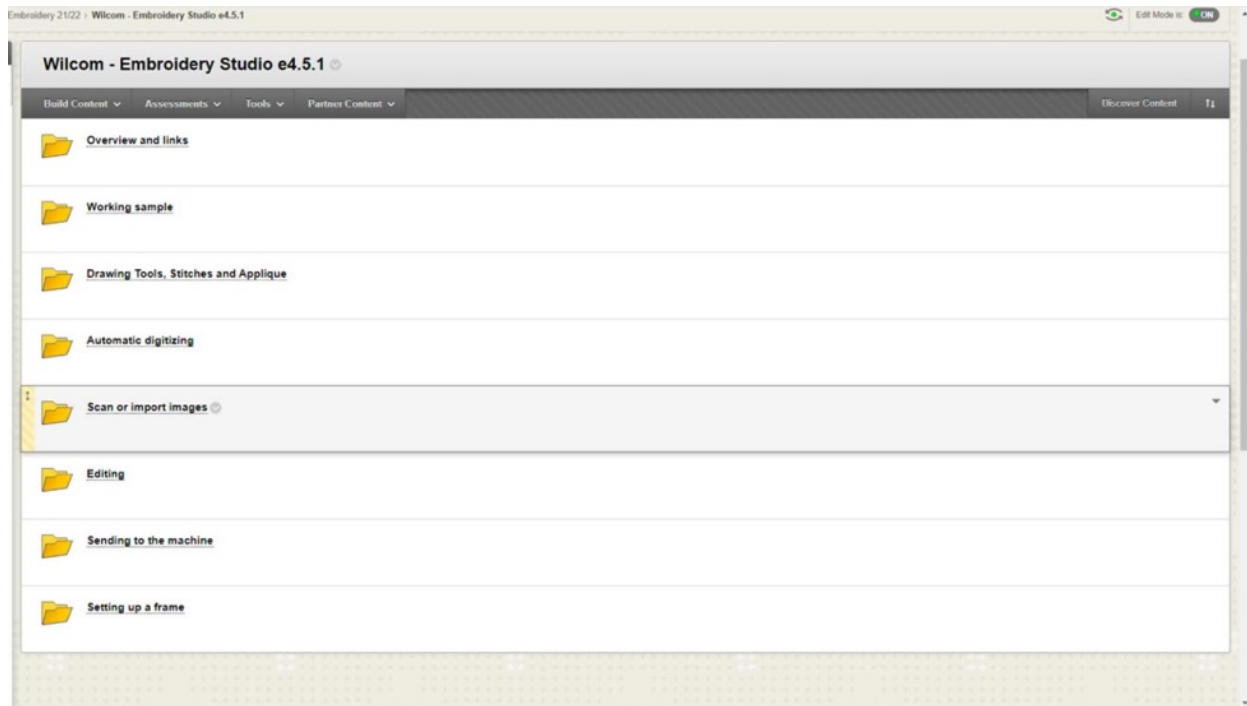 Embroidery 21/22 › Wilcom - Embroidery Studio e4.5.1
Edit Mode is: ON
Wilcom - Embroidery Studio e4.5.1
Build Content Assessments Tools Partner Content Discover Content
Overview and links
Working sample
Drawing Tools, Stitches and Applique
Automatic digitizing
Scan or import images
Editing
Sending to the machine
Setting up a frame